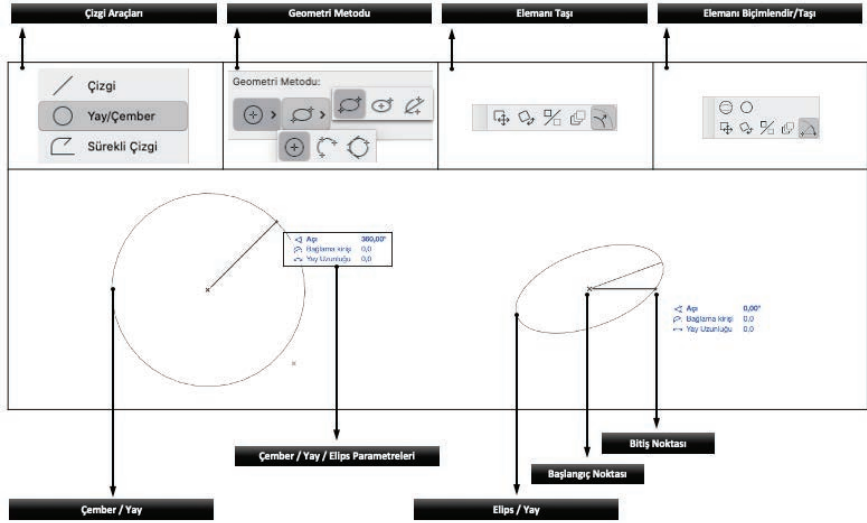 Çizgi Araçları
Geometri Metodu
Elemanı Taşı
Elemanı Biçimlendir/Taşı
Çizgi
Yay/Çember
Sürekli Çizgi
Geometri Metodu:
Açı 360,00°
Bağlama kirişi 0,0
Yay Uzunluğu 0,0
Açı 0,00°
Bağlama kirişi 0,0
Yay Uzunluğu 0,0
Çember / Yay / Elips Parametreleri
Bitiş Noktası
Başlangıç Noktası
Çember / Yay
Elips / Yay